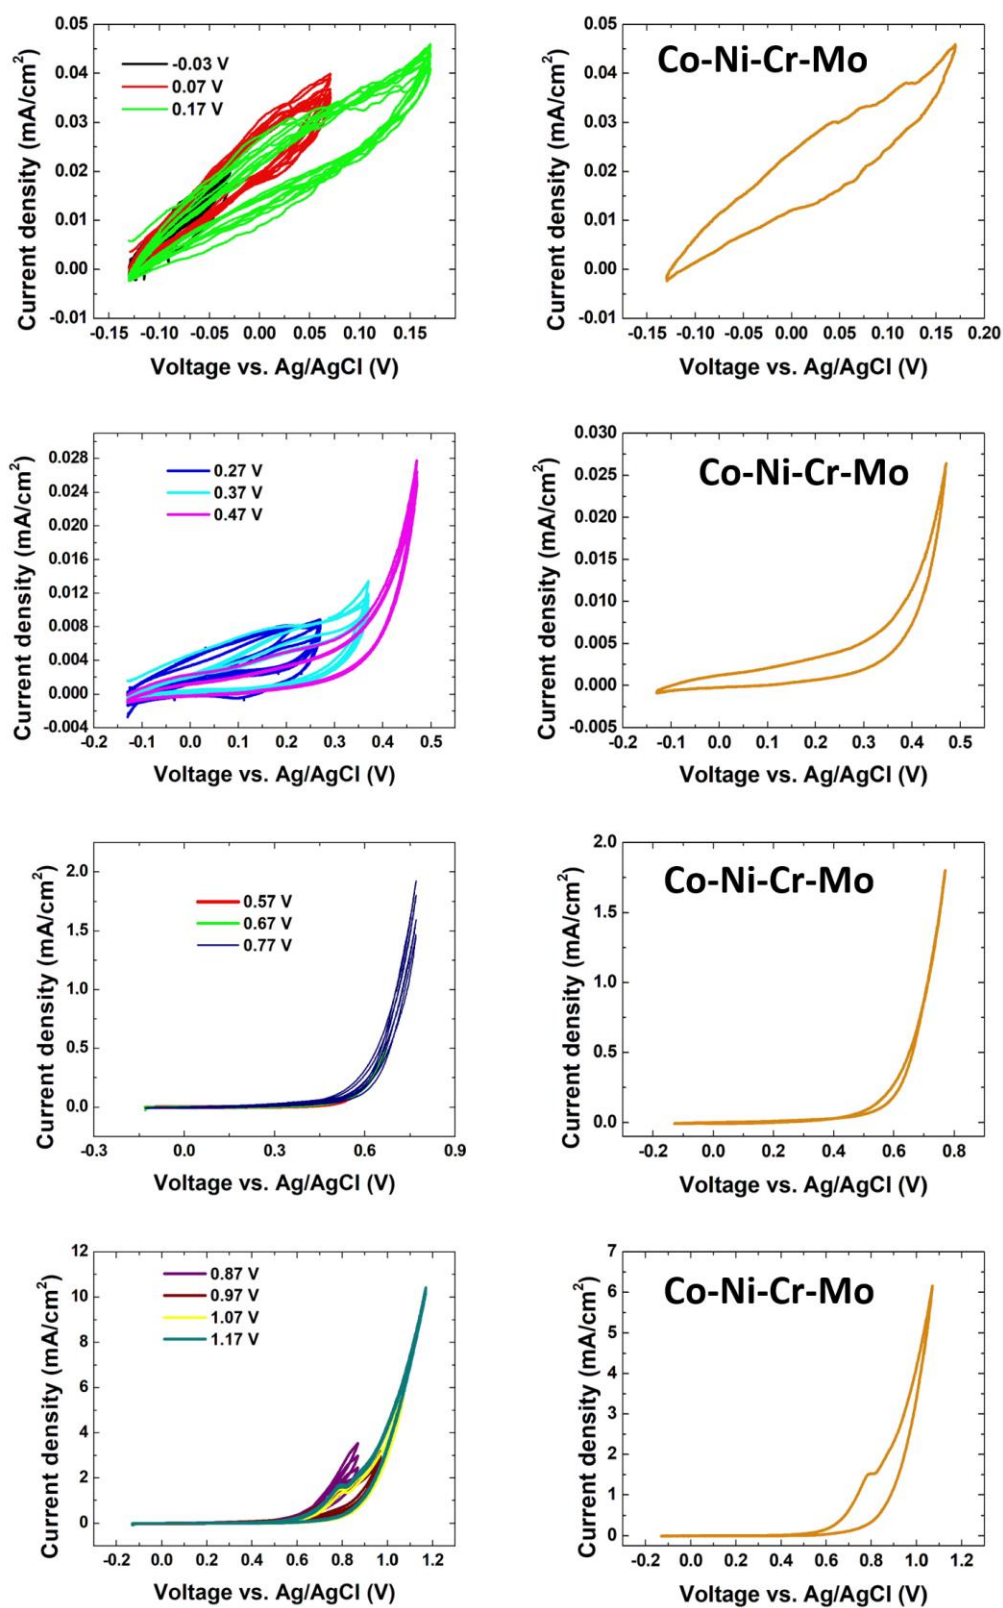 0.05
0.04
0.03
0.02
0.01
0.00
-0.01
Current density (mA/cm²)
-0.03 V
0.07 V
0.17 V
-0.15 -0.10 -0.05 0.00 0.05 0.10 0.15
Voltage vs. Ag/AgCl (V)
0.05
0.04
0.03
0.02
0.01
0.00
-0.01
Current density (mA/cm²)
Co-Ni-Cr-Mo
-0.15 -0.10 -0.05 0.00 0.05 0.10 0.15 0.20
Voltage vs. Ag/AgCl (V)
0.028
0.024
0.020
0.016
0.012
0.008
0.004
0.000
-0.004
Current density (mA/cm²)
0.27 V
0.37 V
0.47 V
-0.2 -0.1 0.0 0.1 0.2 0.3 0.4 0.5
Voltage vs. Ag/AgCl (V)
0.030
0.025
0.020
0.015
0.010
0.005
0.000
-0.005
Current density (mA/cm²)
Co-Ni-Cr-Mo
-0.2 -0.1 0.0 0.1 0.2 0.3 0.4 0.5
Voltage vs. Ag/AgCl (V)
2.0
1.5
1.0
0.5
0.0
Current density (mA/cm²)
0.57 V
0.67 V
0.77 V
-0.3 0.0 0.3 0.6 0.9
Voltage vs. Ag/AgCl (V)
2.0
1.5
1.0
0.5
0.0
Current density (mA/cm²)
Co-Ni-Cr-Mo
-0.2 0.0 0.2 0.4 0.6 0.8
Voltage vs. Ag/AgCl (V)
12
10
8
6
4
2
0
Current density (mA/cm²)
0.87 V
0.97 V
1.07 V
1.17 V
-0.2 0.0 0.2 0.4 0.6 0.8 1.0 1.2
Voltage vs. Ag/AgCl (V)
7
6
5
4
3
2
1
0
Current density (mA/cm²)
Co-Ni-Cr-Mo
-0.2 0.0 0.2 0.4 0.6 0.8 1.0 1.2
Voltage vs. Ag/AgCl (V)